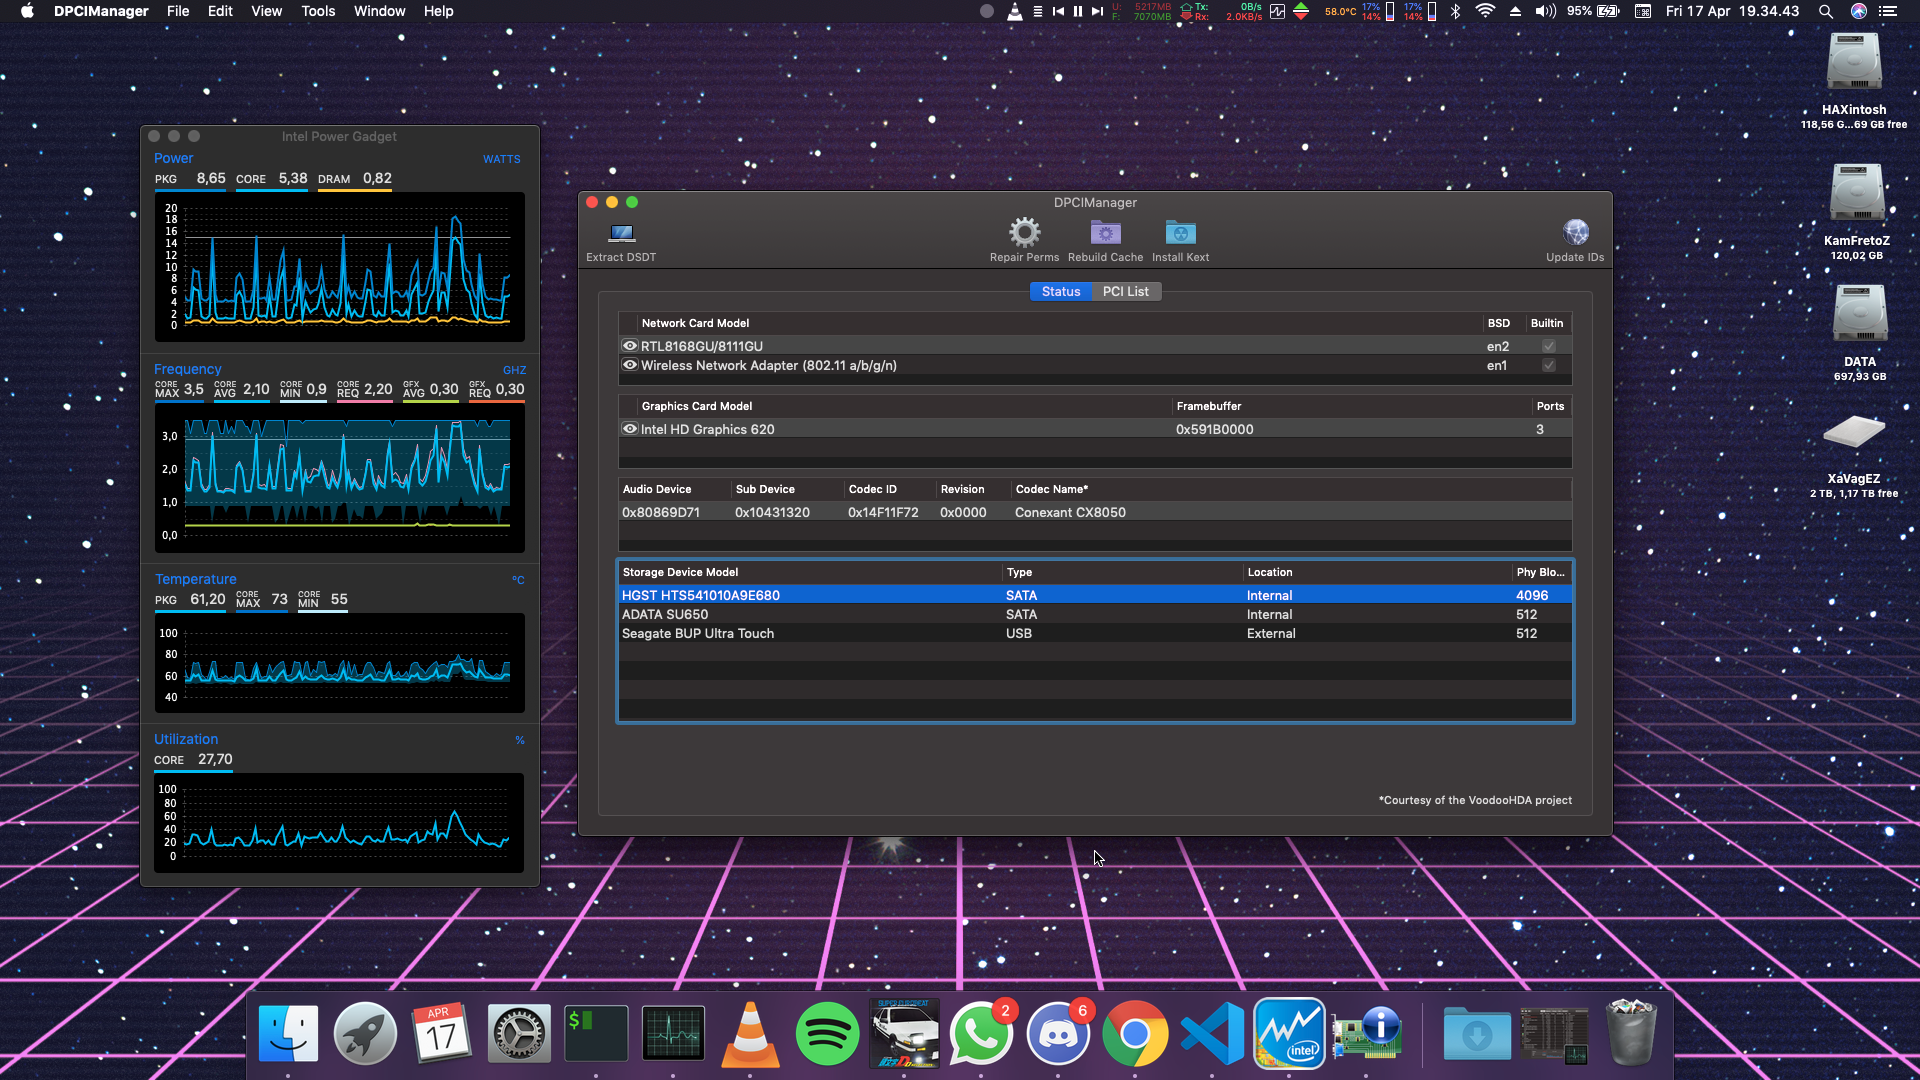 DPCIManager File Edit View Tools Window Help
U: 5217MB
F: 7070MB
Tx: 0B/s
Rx: 2.0KB/s
58.0°C
17%
14%
17%
14%
95%
Fri 17 Apr 19.34.43
HAXintosh
118,56 G...69 GB free
KamFretoZ
120,02 GB
DATA
697,93 GB
XaVagEZ
2 TB, 1,17 TB free
Intel Power Gadget
Power WATTS
PKG 8,65 CORE 5,38 DRAM 0,82
20
18
16
14
12
10
8
6
4
2
0
Frequency GHZ
CORE MAX 3,5 CORE AVG 2,10 CORE MIN 0,9 CORE REQ 2,20 GFX AVG 0,30 GFX REQ 0,30
3,0
2,0
1,0
0,0
Temperature °C
PKG 61,20 CORE MAX 73 CORE MIN 55
100
80
60
40
Utilization %
CORE 27,70
100
80
60
40
20
0
DPCIManager
Extract DSDT Repair Perms Rebuild Cache Install Kext Update IDs
Status PCI List
Network Card Model BSD Builtin
RTL8168GU/8111GU en2
Wireless Network Adapter (802.11 a/b/g/n) en1
Graphics Card Model Framebuffer Ports
Intel HD Graphics 620 0x591B0000 3
Audio Device Sub Device Codec ID Revision Codec Name*
0x80869D71 0x10431320 0x14F11F72 0x0000 Conexant CX8050
Storage Device Model Type Location Phy Blo...
HGST HTS541010A9E680 SATA Internal 4096
ADATA SU650 SATA Internal 512
Seagate BUP Ultra Touch USB External 512
*Courtesy of the VoodooHDA project
APR
17
$
SUPER EUROBEAT
2
6
intel